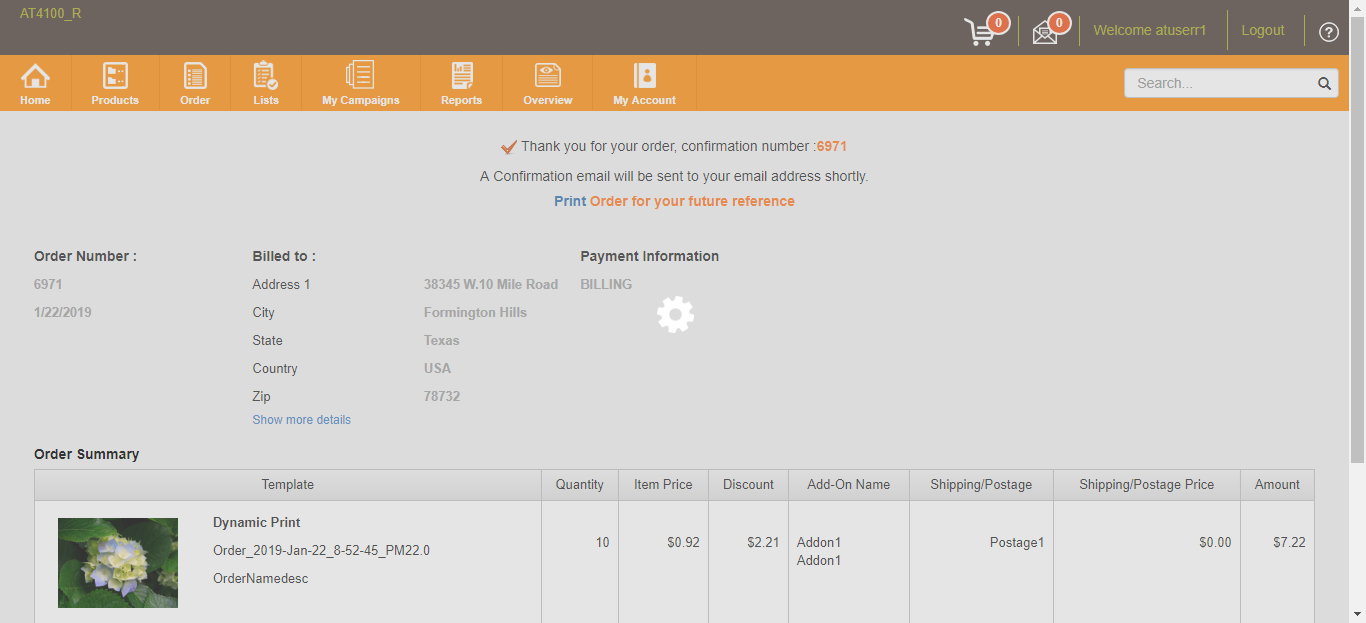 AT4100_R
0
0
Welcome atuserr1
Logout
?
Home
Products
Order
Lists
My Campaigns
Reports
Overview
My Account
Search...
Thank you for your order, confirmation number :6971
A Confirmation email will be sent to your email address shortly.
Print Order for your future reference
Order Number :
6971
1/22/2019
Billed to :
Address 1 38345 W.10 Mile Road
City Formington Hills
State Texas
Country USA
Zip 78732
Show more details
Payment Information
BILLING
Order Summary
Template Quantity Item Price Discount Add-On Name Shipping/Postage Shipping/Postage Price Amount
Dynamic Print
Order_2019-Jan-22_8-52-45_PM22.0
OrderNamedesc
10 $0.92 $2.21 Addon1 Postage1 $0.00 $7.22
Addon1